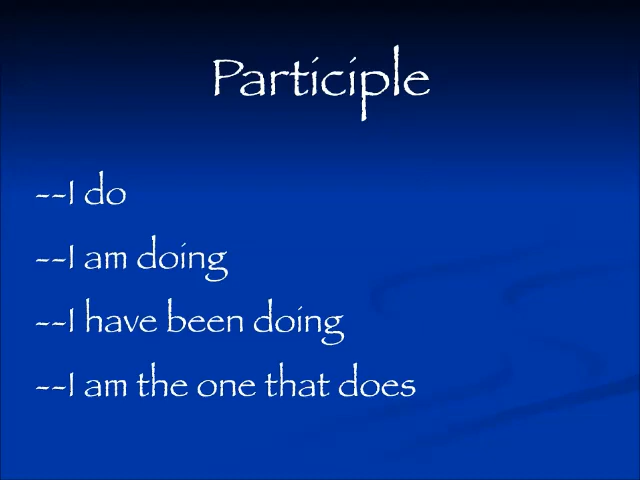 Participle
--I do
--I am doing
--I have been doing
--I am the one that does